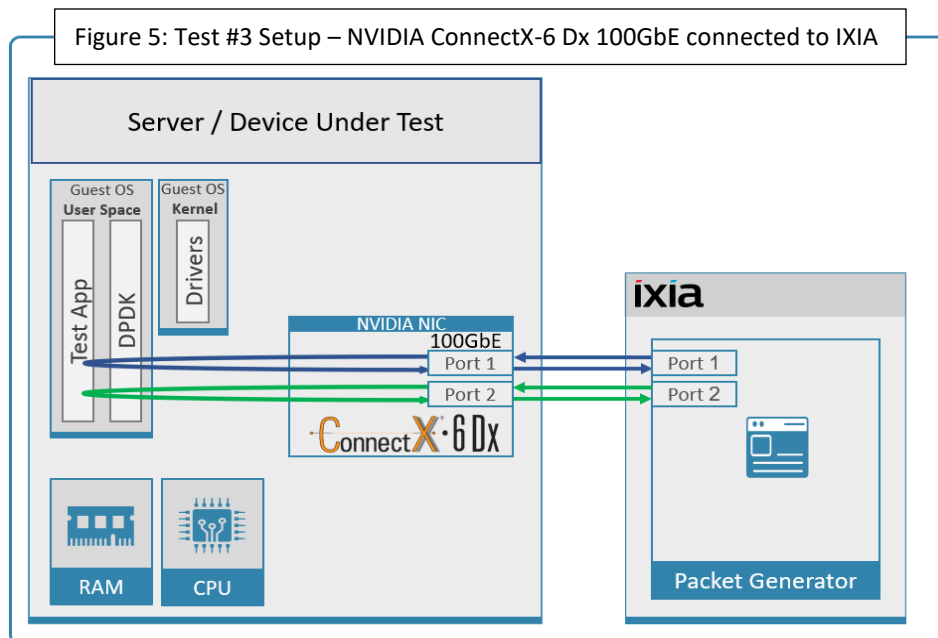 Figure 5: Test #3 Setup – NVIDIA ConnectX-6 Dx 100GbE connected to IXIA
Server / Device Under Test
Guest OS
User Space
Test App
DPDK
Guest OS
Kernel
Drivers
NVIDIA NIC
100GbE
Port 1
Port 2
ConnectX·6 Dx
RAM
CPU
ixia
Port 1
Port 2
Packet Generator